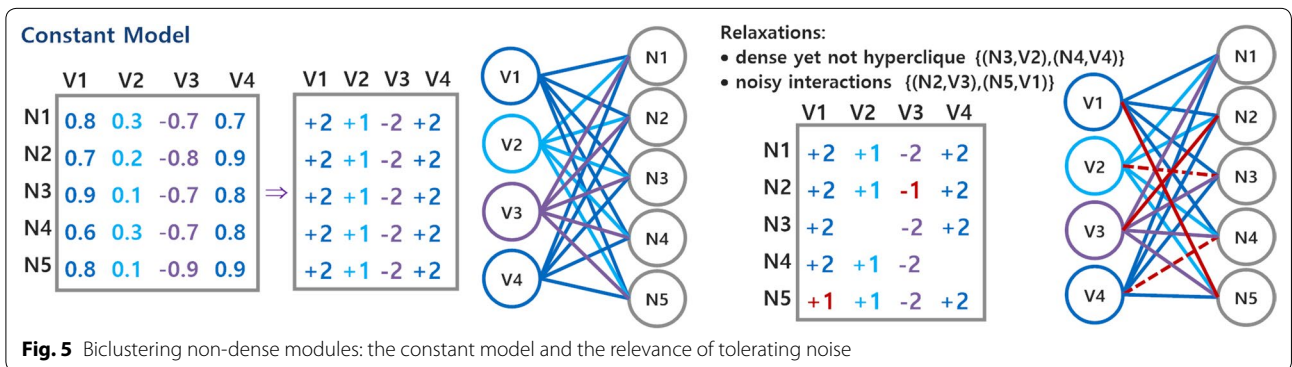 Constant Model
V1 V2 V3 V4
N1 0.8 0.3 -0.7 0.7
N2 0.7 0.2 -0.8 0.9
N3 0.9 0.1 -0.7 0.8
N4 0.6 0.3 -0.7 0.8
N5 0.8 0.1 -0.9 0.9
⇒
V1 V2 V3 V4
+2 +1 -2 +2
+2 +1 -2 +2
+2 +1 -2 +2
+2 +1 -2 +2
+2 +1 -2 +2
V1
V2
V3
V4
N1
N2
N3
N4
N5
Relaxations:
• dense yet not hyperclique {(N3,V2),(N4,V4)}
• noisy interactions {(N2,V3),(N5,V1)}
V1 V2 V3 V4
N1 +2 +1 -2 +2
N2 +2 +1 -1 +2
N3 +2 -2 +2
N4 +2 +1 -2
N5 +1 +1 -2 +2
V1
V2
V3
V4
N1
N2
N3
N4
N5
Fig. 5 Biclustering non-dense modules: the constant model and the relevance of tolerating noise